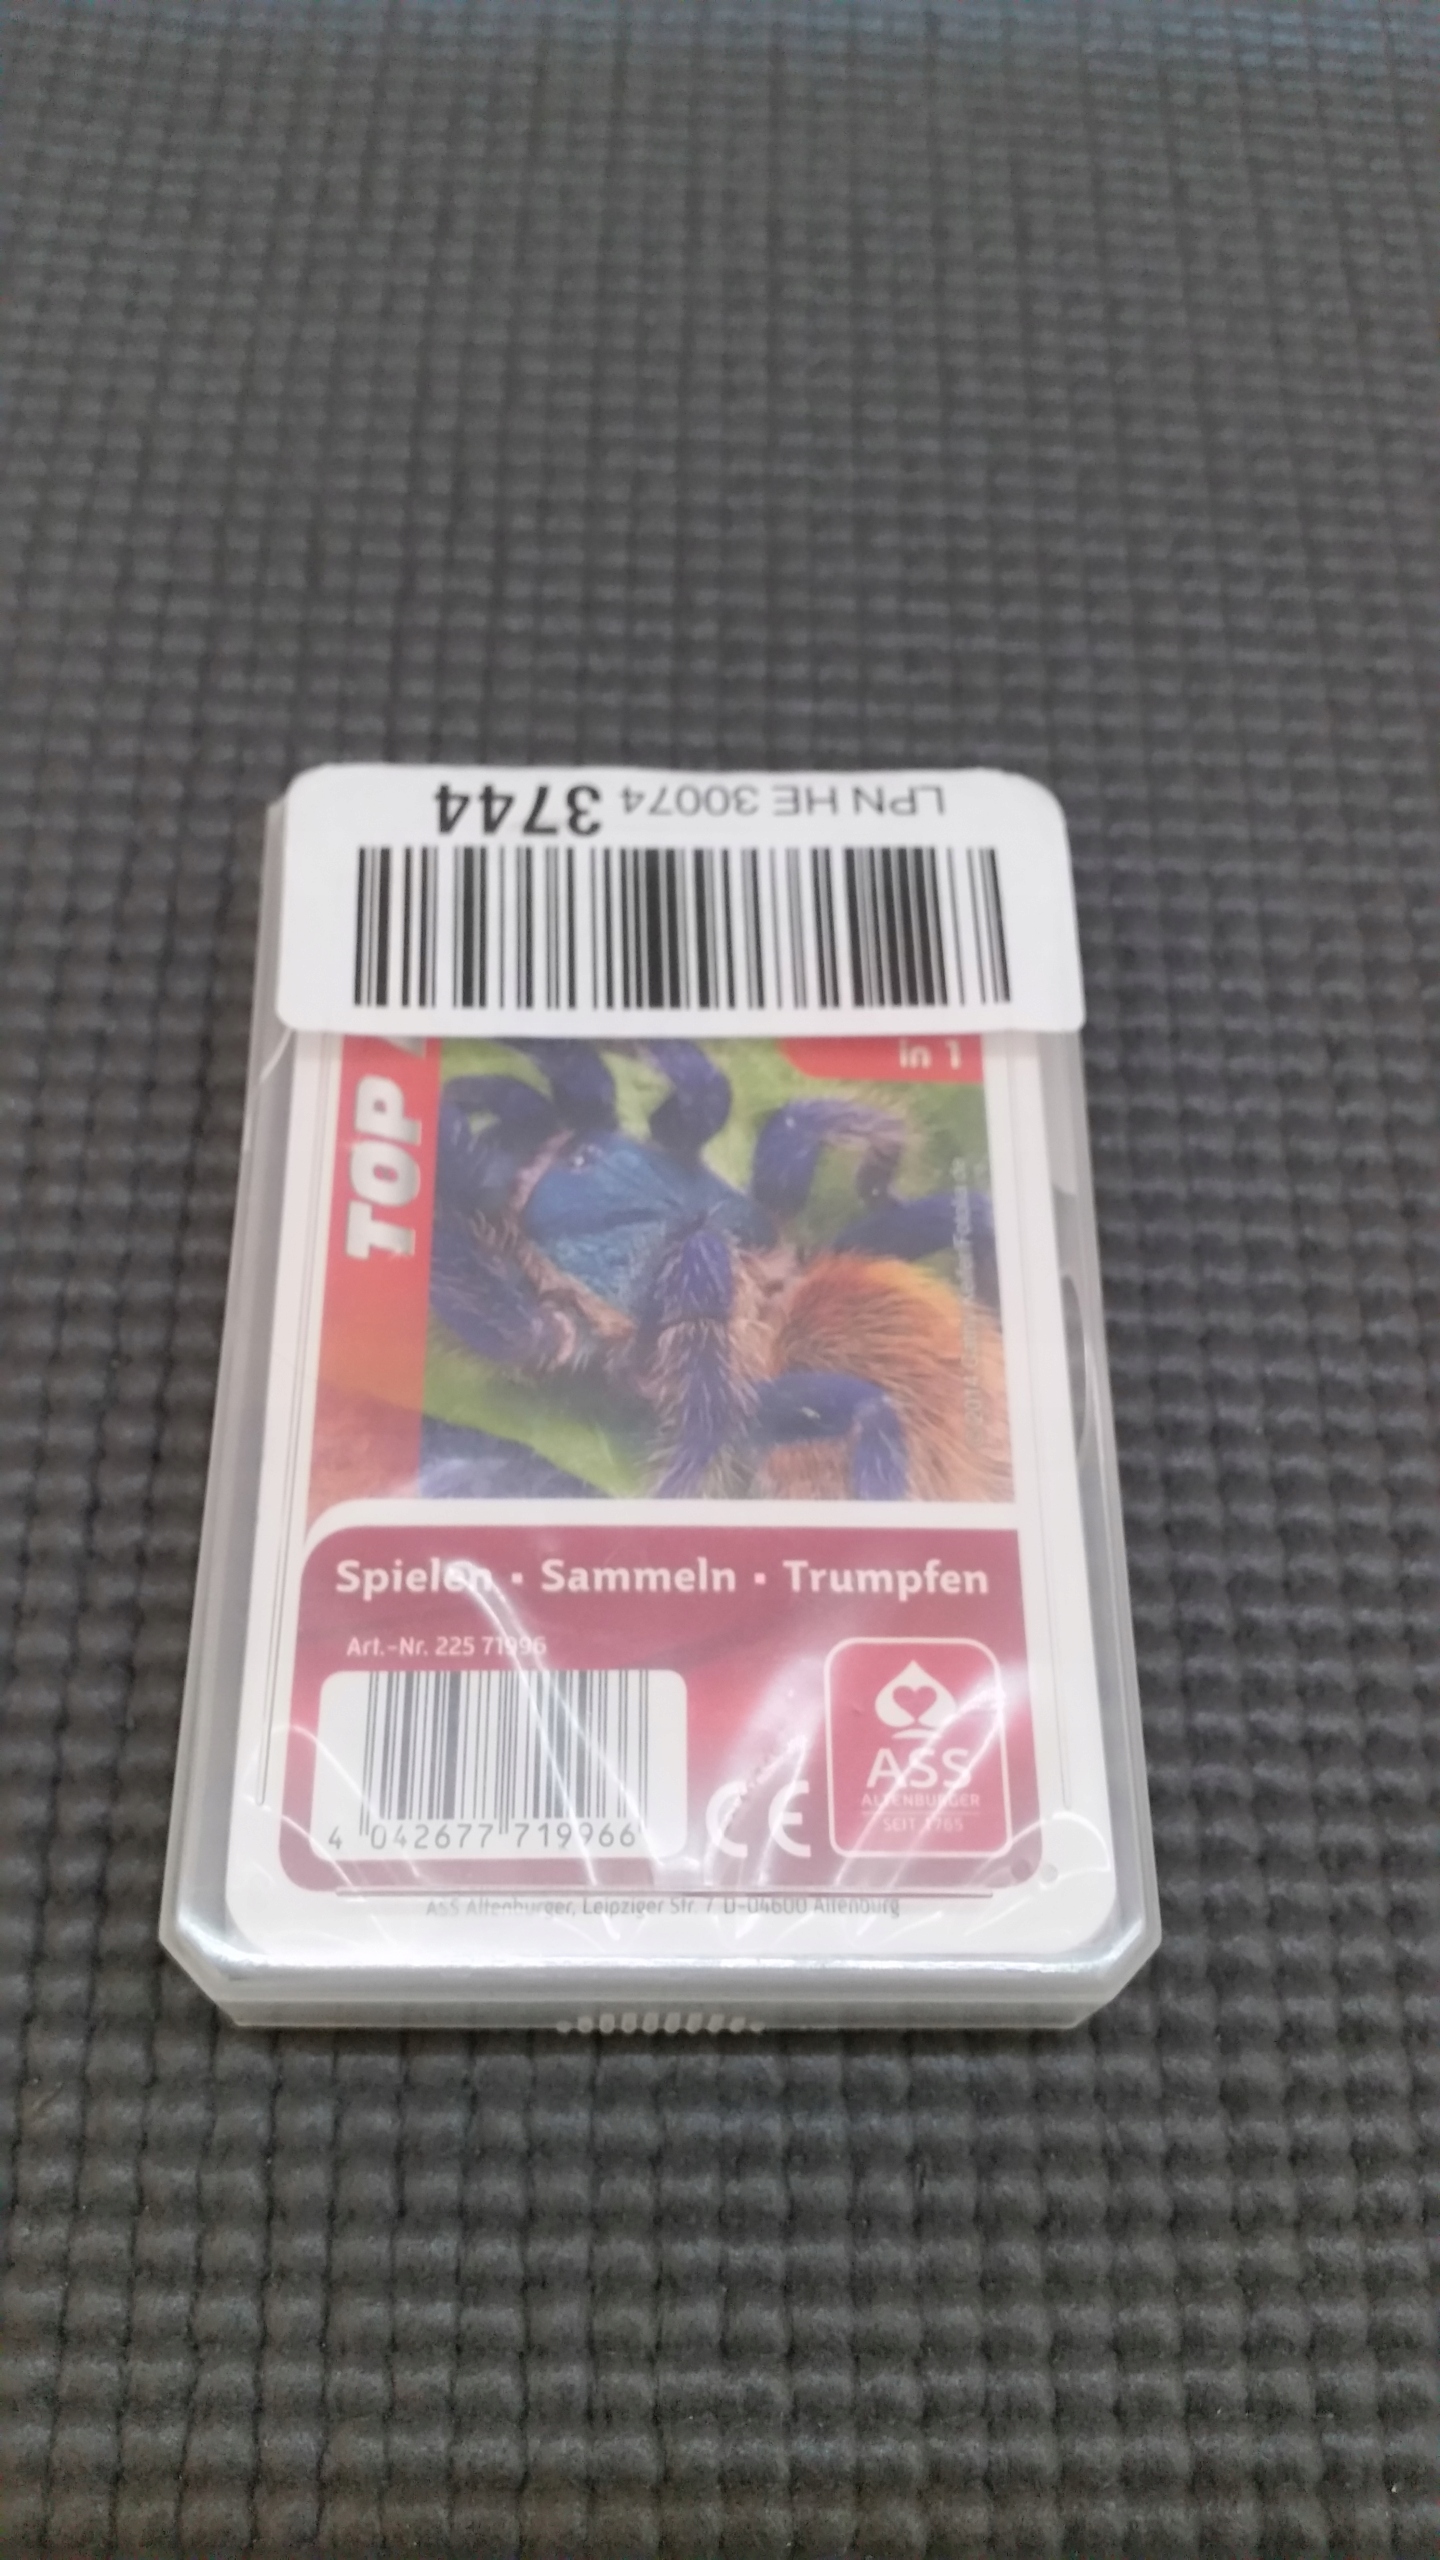 LPN HE 30074 3744
in 1
TOP
Spielen · Sammeln · Trumpfen
Art.-Nr. 225 71996
4 042677 719966
CE
ASS
ALTENBURGER
SEIT 1765
ASS Altenburger, Leipziger Str. 7 D-04600 Altenburg